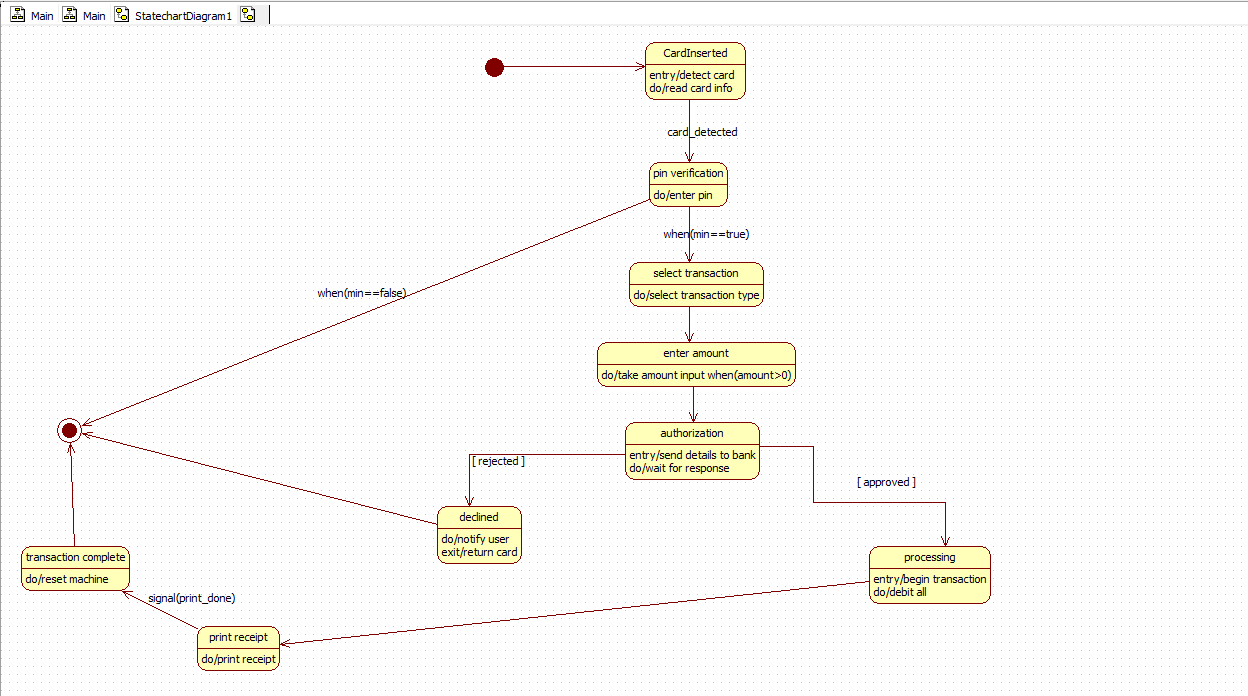 Main Main StatechartDiagram1
CardInserted
entry/detect card
do/read card info
card_detected
pin verification
do/enter pin
when(min==true)
select transaction
do/select transaction type
when(min==false)
enter amount
do/take amount input when(amount>0)
authorization
entry/send details to bank
do/wait for response
[ rejected ]
[ approved ]
declined
do/notify user
exit/return card
transaction complete
do/reset machine
processing
entry/begin transaction
do/debit all
signal(print_done)
print receipt
do/print receipt